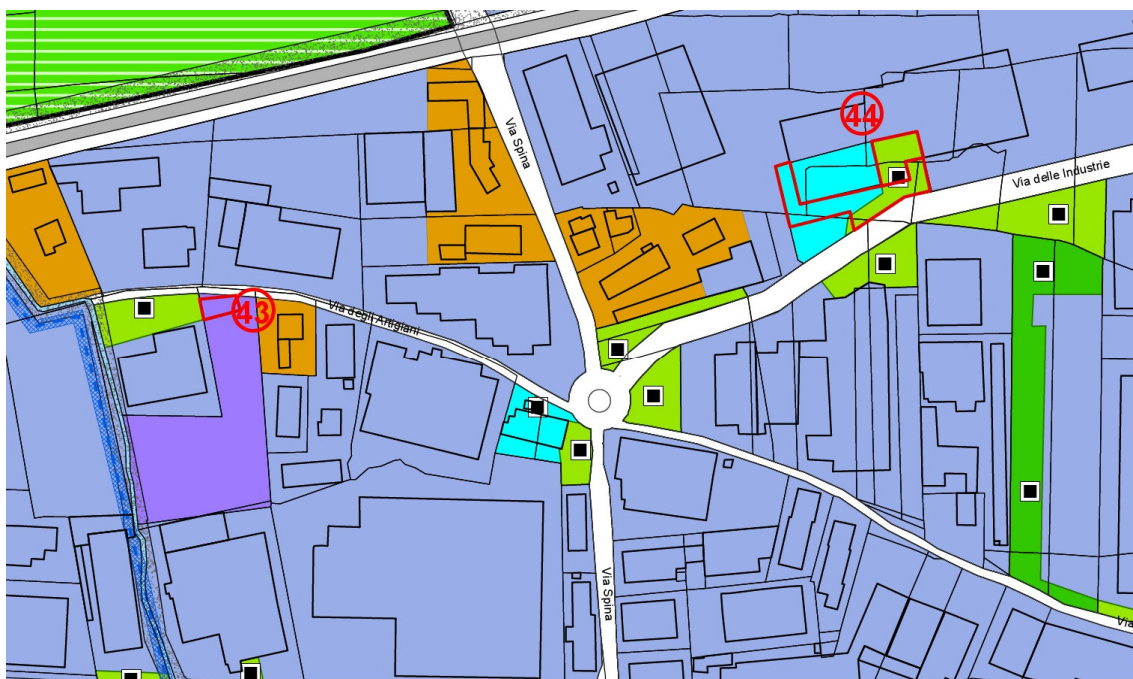 Via Spina
44
Via delle Industrie
43
Via degli Artigiani
Via Spina
Via